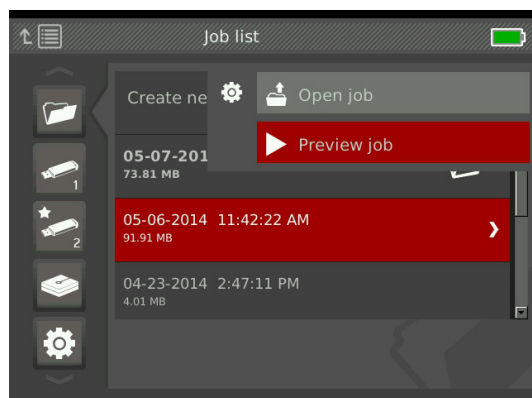 Job list
Create ne
Open job
Preview job
05-07-201
73.81 MB
1
05-06-2014 11:42:22 AM
91.91 MB
2
04-23-2014 2:47:11 PM
4.01 MB